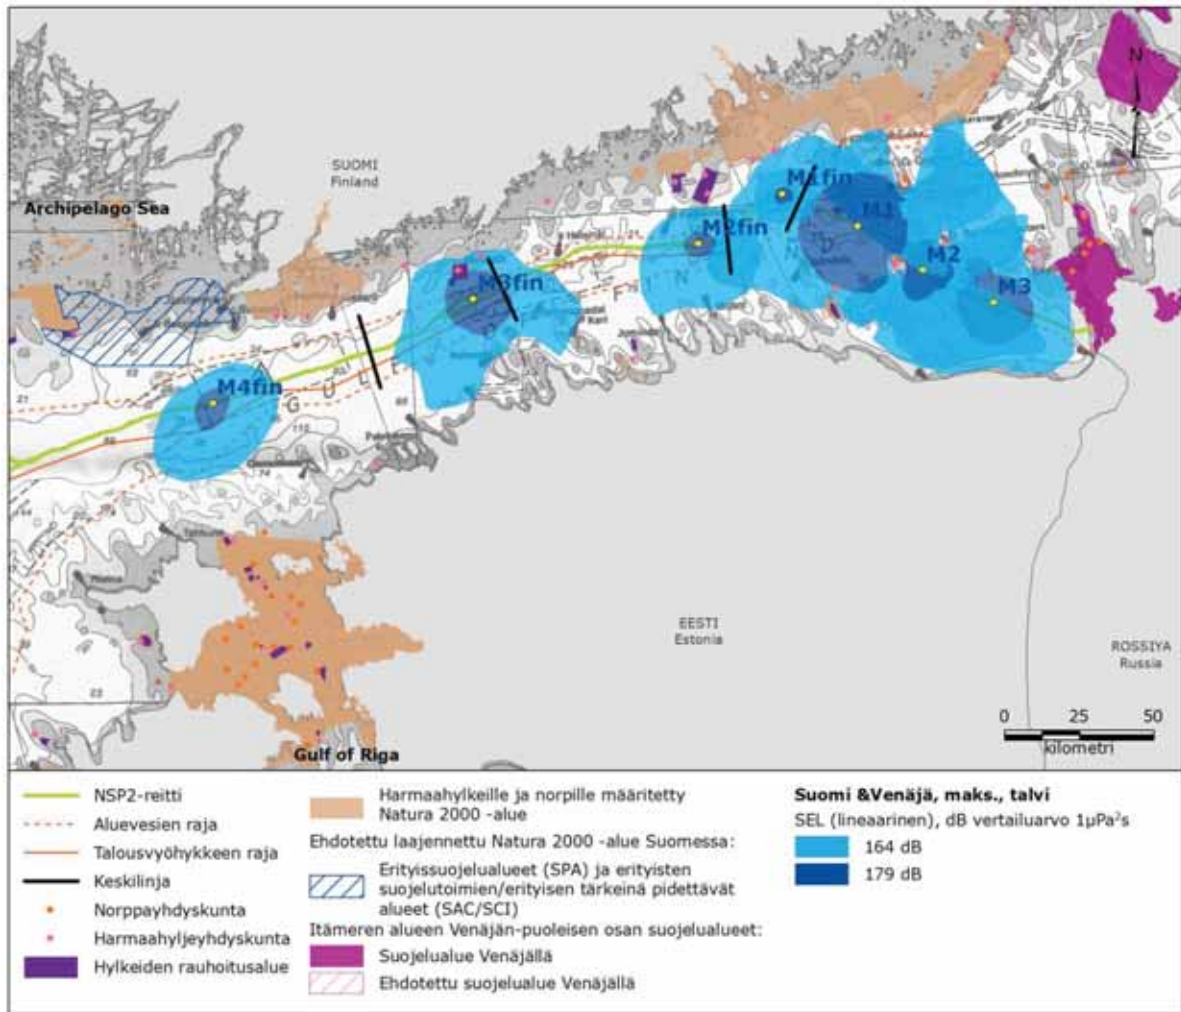 N
SUOMI
Finland
Archipelago Sea
M1fin
M1
M2fin
M2
M3fin
M3
M4fin
G U L F
F I N
EESTI
Estonia
ROSSIYA
Russia
0 25 50
kilometri
Gulf of Riga
NSP2-reitti
Aluevesien raja
Talousvyöhykkeen raja
Keskilinja
Norppayhdyskunta
Harmaahyljeyhdyskunta
Hylkeiden rauhoitusalue
Harmaahylkeille ja norpille määritetty
Natura 2000 -alue
Ehdotettu laajennettu Natura 2000 -alue Suomessa:
Erityissuojelualueet (SPA) ja erityisten
suojelutoimien/erityisen tärkeinä pidettävät
alueet (SAC/SCI)
Itämeren alueen Venäjän-puoleisen osan suojelualueet:
Suojelualue Venäjällä
Ehdotettu suojelualue Venäjällä
Suomi &Venäjä, maks., talvi
SEL (lineaarinen), dB vertailuarvo 1µPa²s
164 dB
179 dB